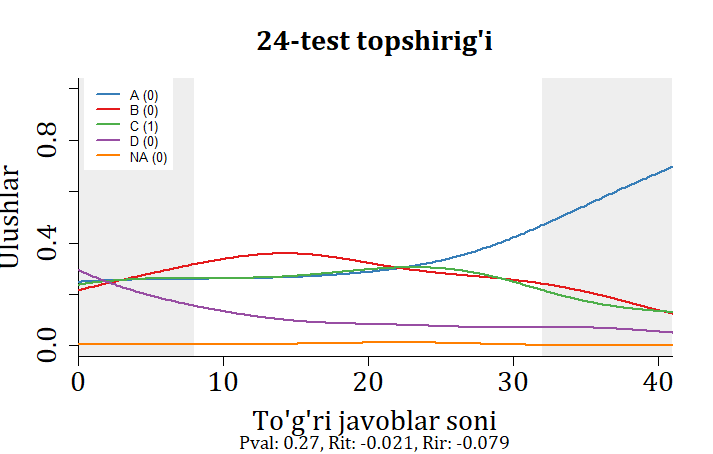 24-test topshirig'i
A (0)
B (0)
C (1)
D (0)
NA (0)
Ulushlar
0.8
0.4
0.0
0 10 20 30 40
To'g'ri javoblar soni
Pval: 0.27, Rit: -0.021, Rir: -0.079